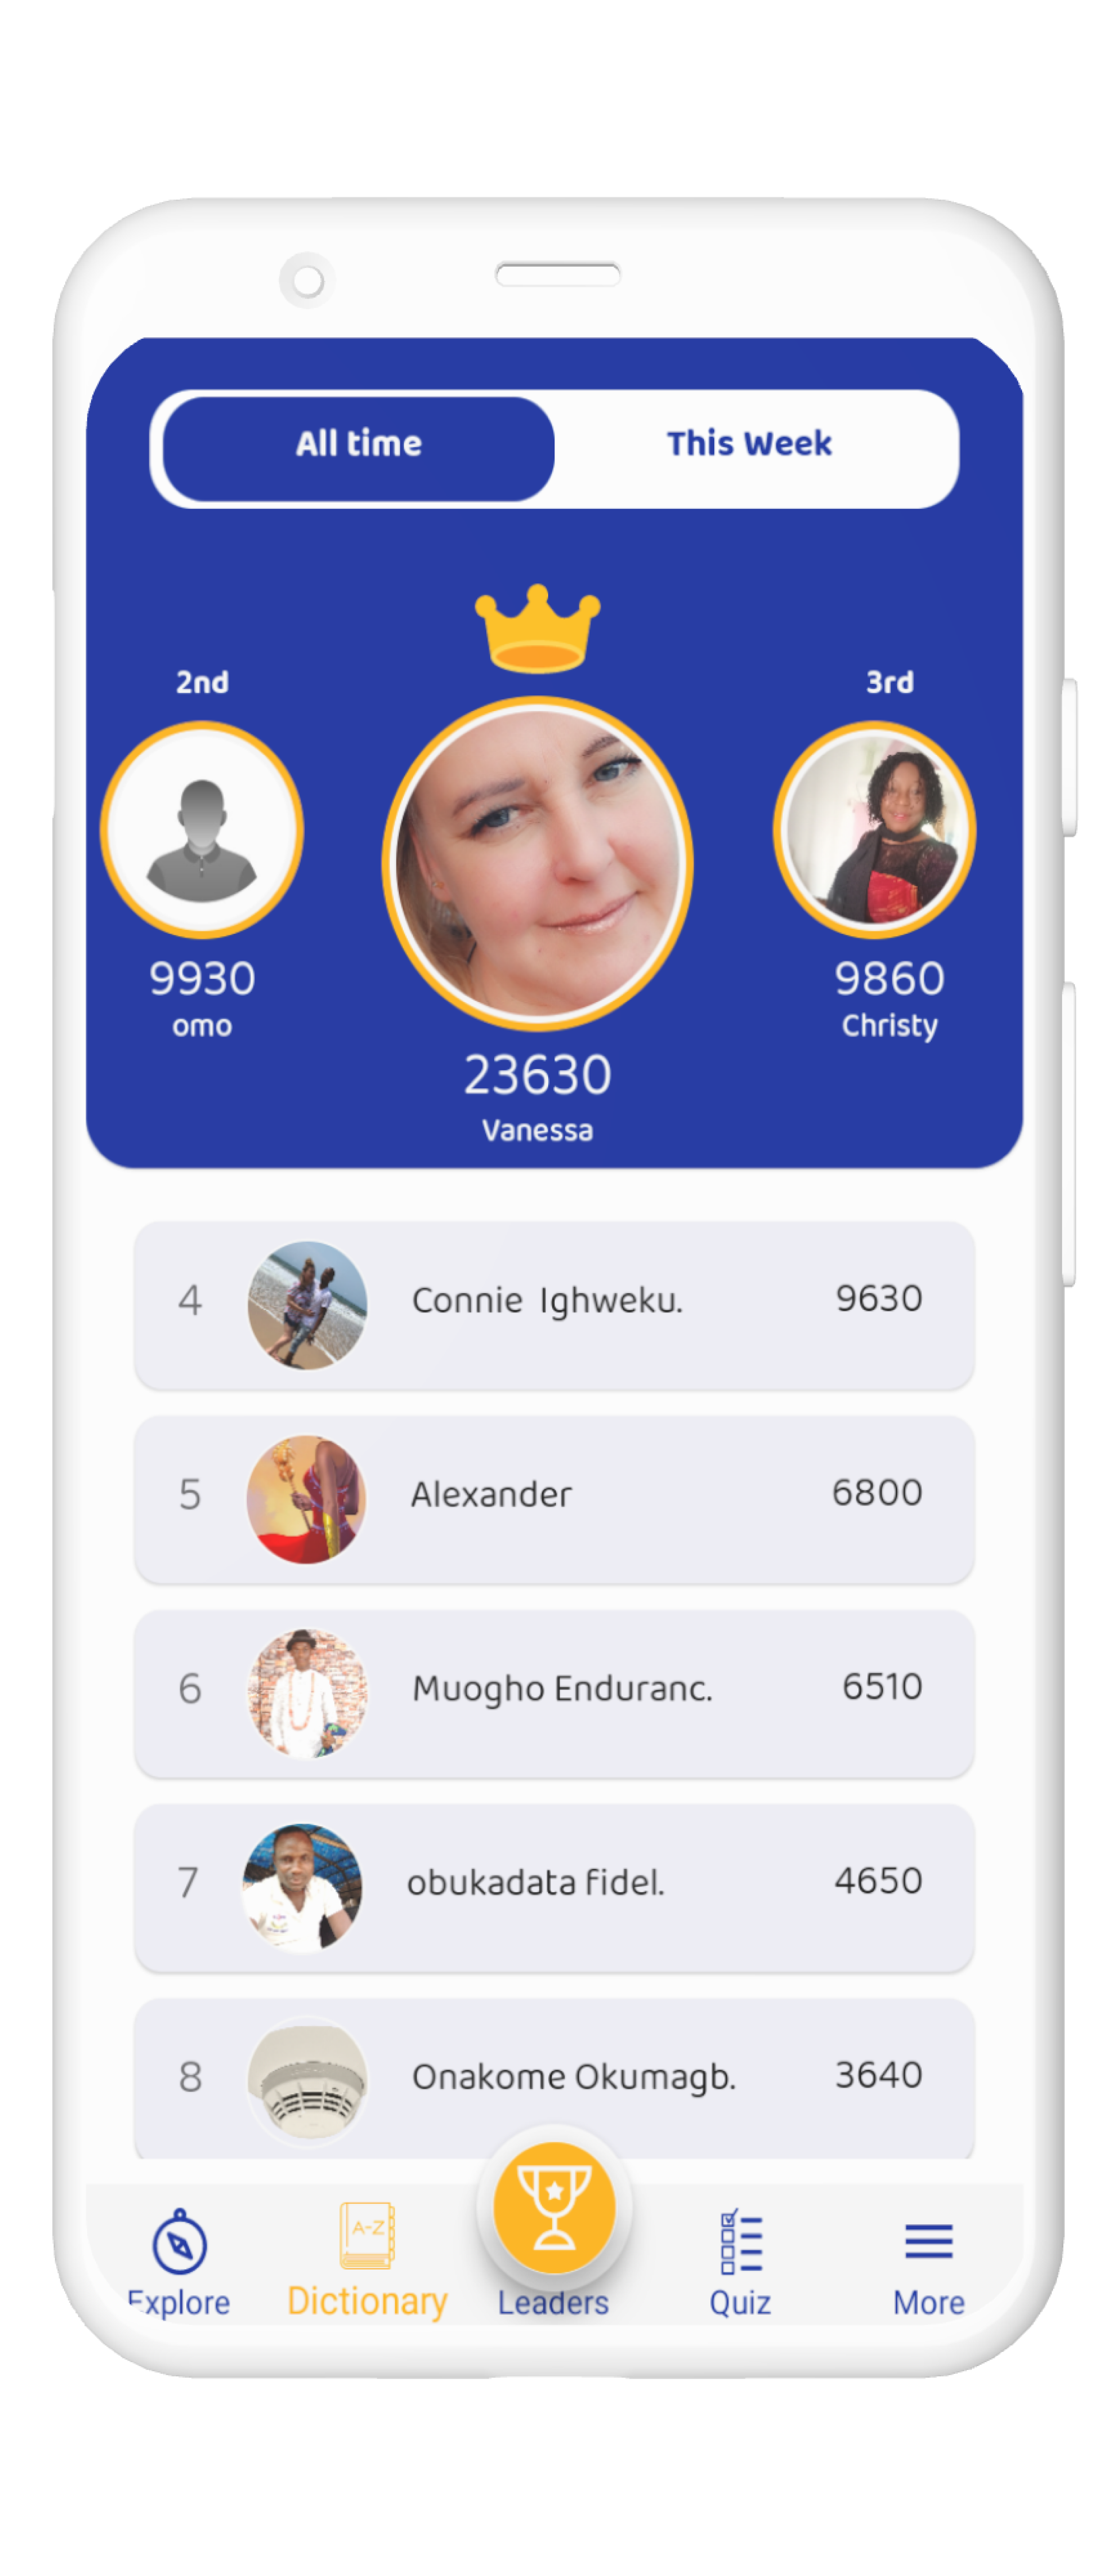 All time
This Week
2nd
3rd
9930
omo
9860
Christy
23630
Vanessa
4 Connie Ighweku. 9630
5 Alexander 6800
6 Muogho Enduranc. 6510
7 obukadata fidel. 4650
8 Onakome Okumagb. 3640
A-Z
Explore
Dictionary
Leaders
Quiz
More